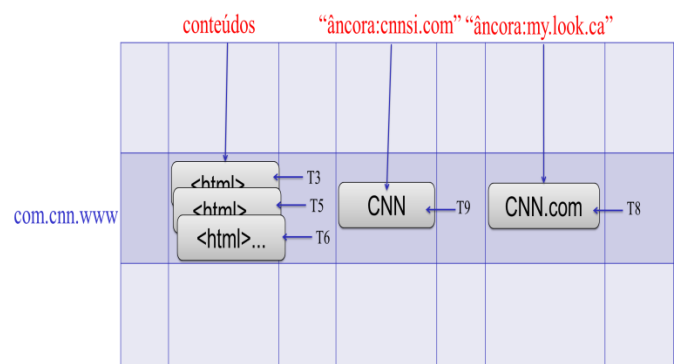 conteúdos “âncora:cnnsi.com” “âncora:my.look.ca”
<html> T3
com.cnn.www <html> T5 CNN T9 CNN.com T8
<html>... T6